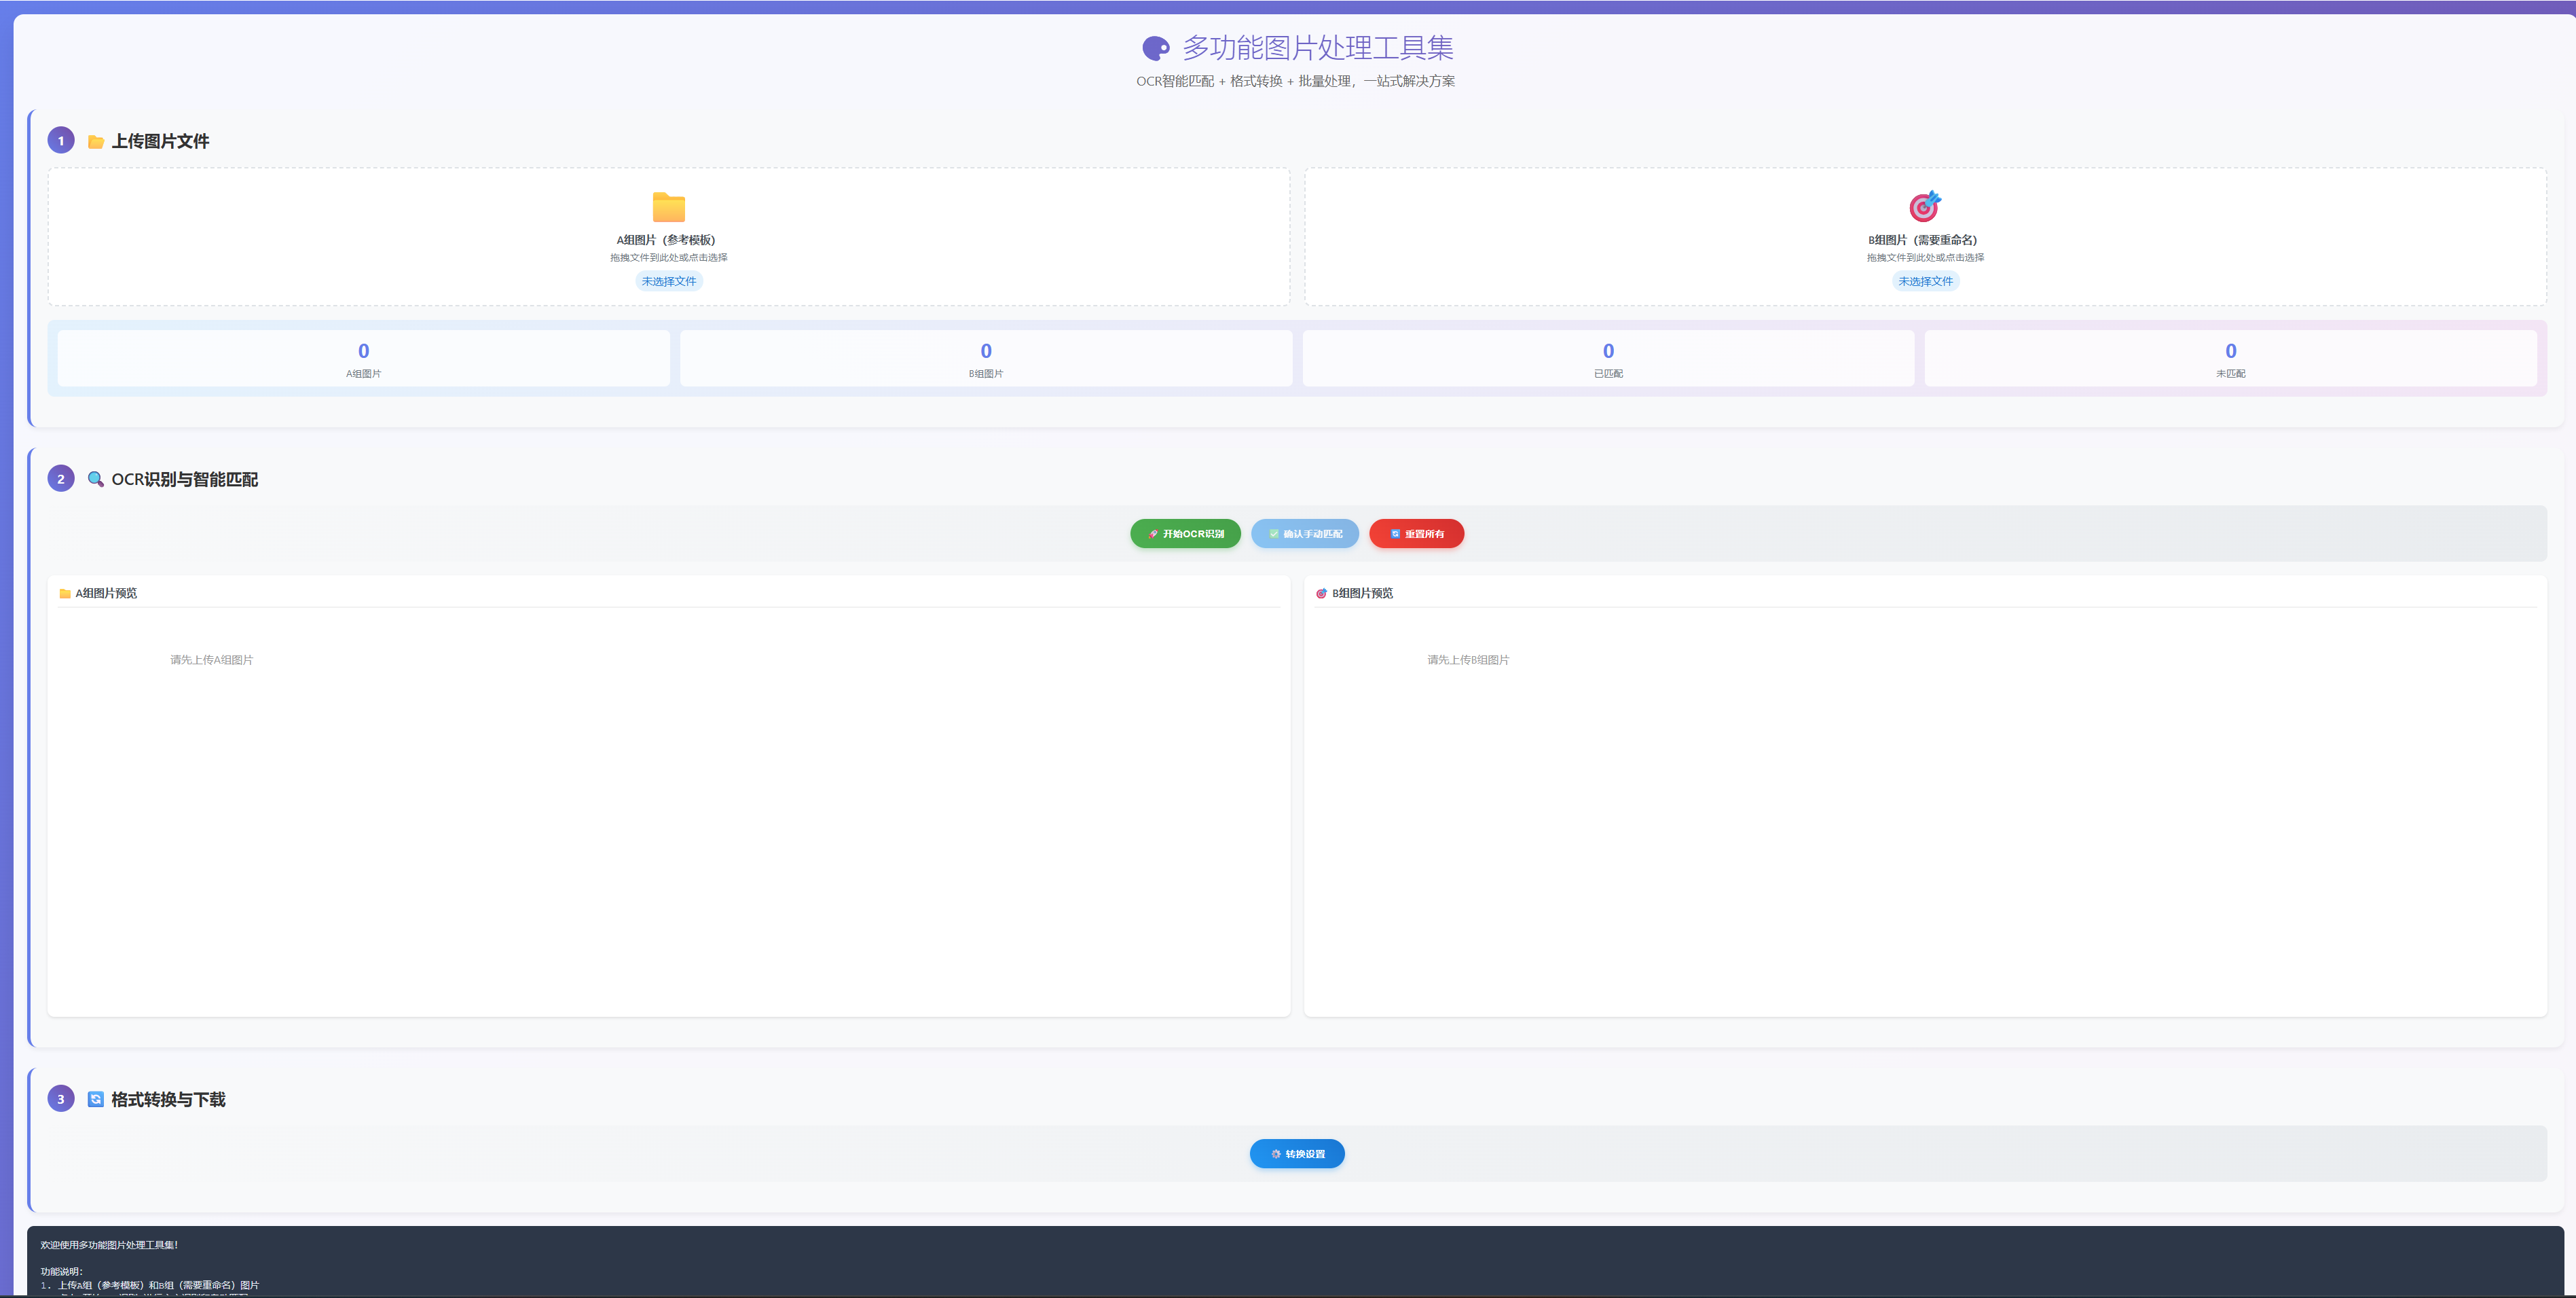 多功能图片处理工具集
OCR智能匹配 + 格式转换 + 批量处理，一站式解决方案
1 上传图片文件
A组图片（参考模板）
拖拽文件到此处或点击选择
未选择文件
B组图片（需要重命名）
拖拽文件到此处或点击选择
未选择文件
0
A组图片
0
B组图片
0
已匹配
0
未匹配
2 OCR识别与智能匹配
开始OCR识别
确认手动匹配
重置所有
A组图片预览
请先上传A组图片
B组图片预览
请先上传B组图片
3 格式转换与下载
转换设置
欢迎使用多功能图片处理工具集！
功能说明：
1. 上传A组（参考模板）和B组（需要重命名）图片